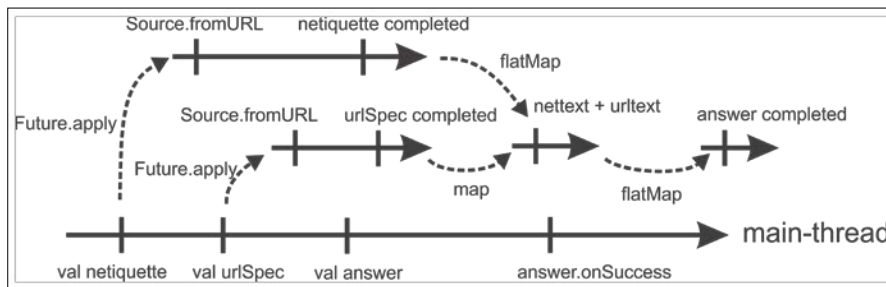 Source.fromURL netiquette completed
flatMap
Future.apply
Source.fromURL urlSpec completed nettext + urltext answer completed
Future.apply
map
flatMap
main-thread
val netiquette val urlSpec val answer answer.onSuccess